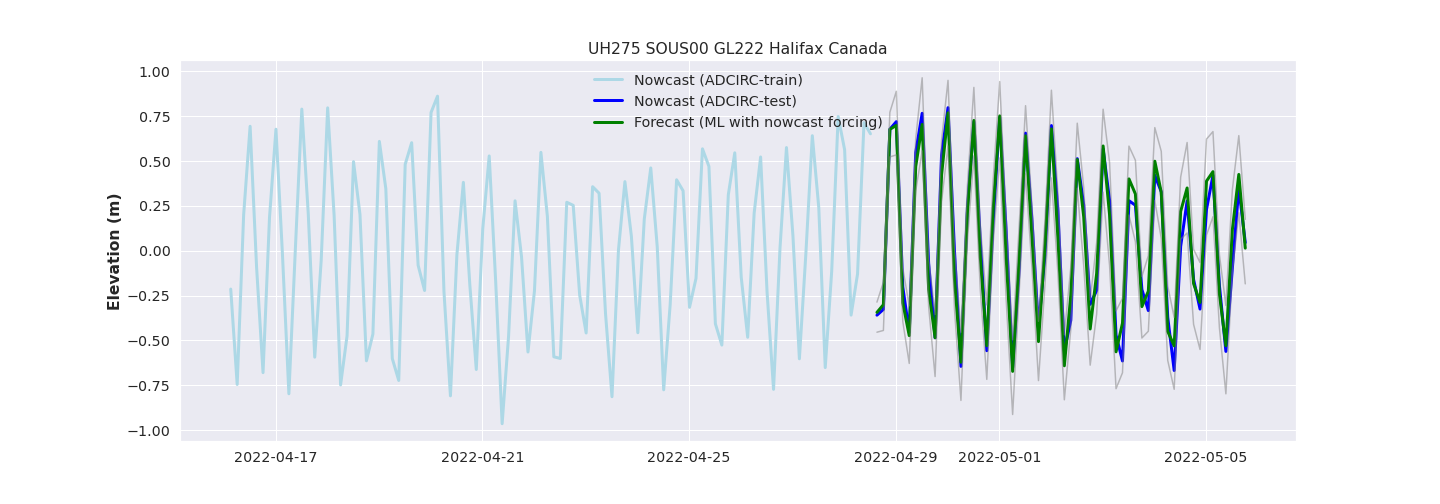 UH275 SOUS00 GL222 Halifax Canada
Nowcast (ADCIRC-train)
Nowcast (ADCIRC-test)
Forecast (ML with nowcast forcing)
Elevation (m)
1.00
0.75
0.50
0.25
0.00
−0.25
−0.50
−0.75
−1.00
2022-04-17 2022-04-21 2022-04-25 2022-04-29 2022-05-01 2022-05-05